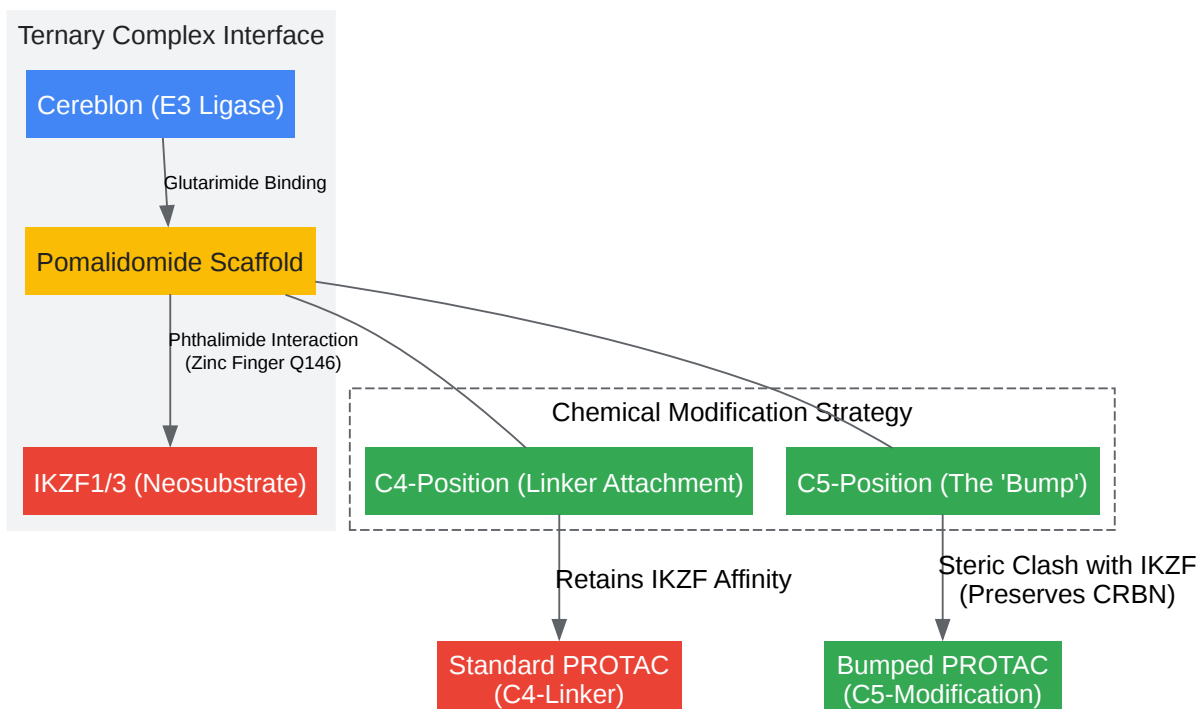 Ternary Complex Interface
Cereblon (E3 Ligase)
Glutarimide Binding
Pomalidomide Scaffold
Phthalimide Interaction
(Zinc Finger Q146)
IKZF1/3 (Neosubstrate)
Chemical Modification Strategy
C4-Position (Linker Attachment)
C5-Position (The 'Bump')
Retains IKZF Affinity
Steric Clash with IKZF
(Preserves CRBN)
Standard PROTAC
(C4-Linker)
Bumped PROTAC
(C5-Modification)